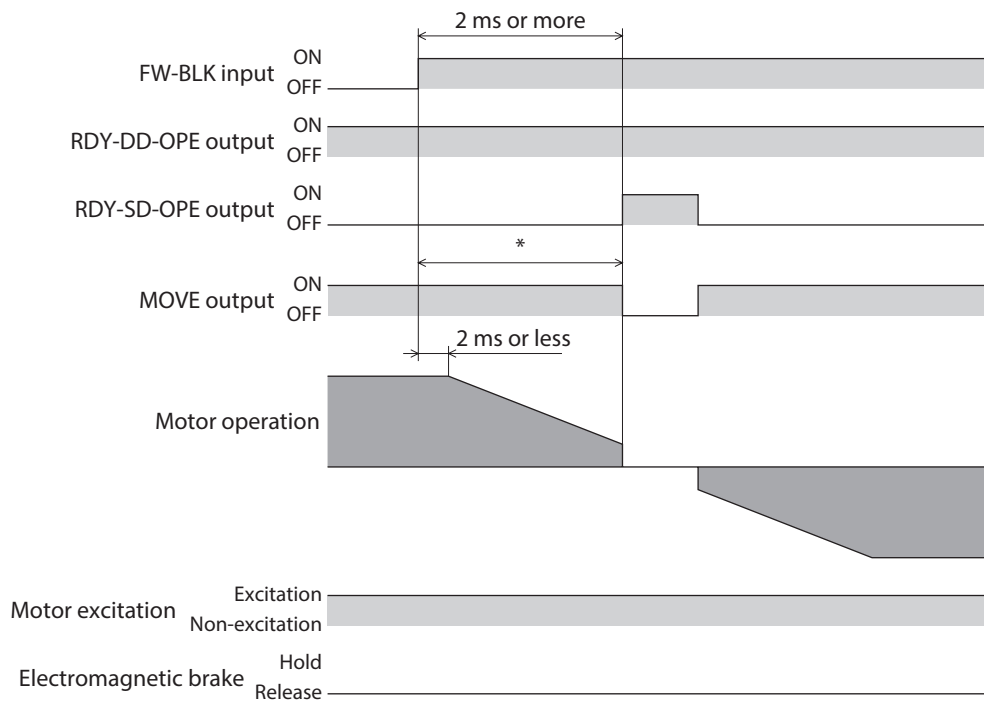 2 ms or more
FW-BLK input
ON
OFF
RDY-DD-OPE output
ON
OFF
RDY-SD-OPE output
ON
OFF
*
MOVE output
ON
OFF
2 ms or less
Motor operation
Motor excitation
Excitation
Non-excitation
Electromagnetic brake
Hold
Release